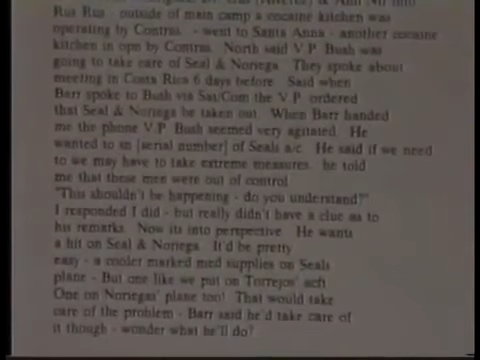 Rus Rus - outside of main camp a cocaine kitchen was
operating by Contras. - went to Santa Anna - another cocaine
kitchen in opn by Contras. North said V.P. Bush was
going to take care of Seal & Noriega. They spoke about
meeting in Costa Rica 6 days before. Said when
Barr spoke to Bush via Sat/Com the V.P. ordered
that Seal & Noriega be taken out. When Barr handed
me the phone V.P. Bush seemed very agitated. He
wanted to sn [serial number] of Seals a/c. He said if we need
to we may have to take extreme measures. he told
me that these men were out of control
"This shouldn't be happening - do you understand?"
I responded I did - but really didn't have a clue as to
his remarks. Now its into perspective. He wants
a hit on Seal & Noriega. It'd be pretty
easy - a cooler marked med supplies on Seals
plane - But one like we put on Torrejos' acft
One on Noriegas' plane too! That would take
care of the problem - Barr said he'd take care of
it though - wonder what he'll do?